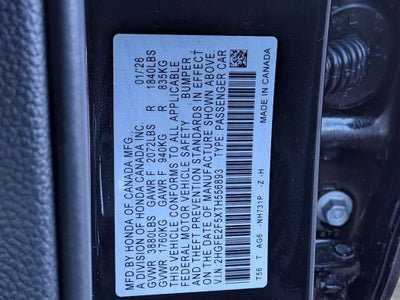 MFD. BY HONDA OF CANADA MFG. 01/26
A DIVISION OF HONDA CANADA INC.
GVWR 3880LBS GAWR F 2072LBS R 1840LBS
GVWR 1760KG GAWR F 940KG R 835KG
THIS VEHICLE CONFORMS TO ALL APPLICABLE
FEDERAL MOTOR VEHICLE SAFETY, BUMPER
AND THEFT PREVENTION STANDARDS IN EFFECT
ON THE DATE OF MANUFACTURE SHOWN ABOVE.
V.I.N: 2HGFE2F5XTH556893 TYPE: PASSENGER CAR
MADE IN CANADA
T56 T AG6 -NH731P -Z -H